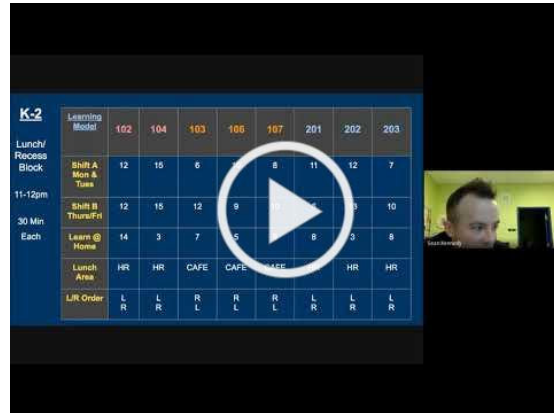 K-2
Lunch/
Recess
Block
11-12pm
30 Min
Each
Learning
Model
102 104 103 106 107 201 202 203
Shift A
Mon &
Tues
12 15 6 8 11 12 7
Shift B
Thurs/Fri
12 15 12 9 10
Learn @
Home
14 3 7 5 8 3 8
Lunch
Area
HR HR CAFE CAFE HR HR
L/R Order
L L R R R L L L
R R L L L R R R